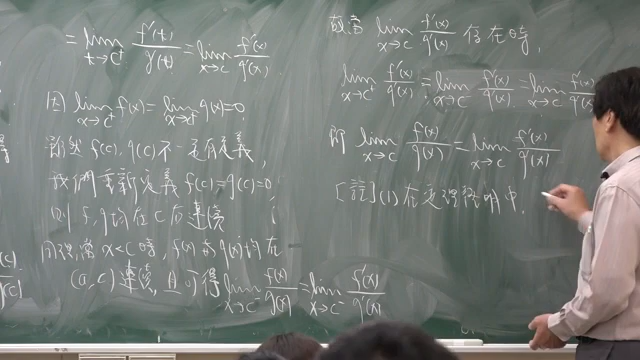 = lim_{t→c⁺} f'(t)/g'(t) = lim_{x→c} f'(x)/g'(x)
因 lim_{x→c⁺} f(x) = lim_{x→c⁺} g(x) = 0
雖然 f(c), g(c) 不一定有定義,
我們重新定義 f(c) = g(c) = 0
則 f, g 均在 c 右連續
同理當 x<c 時, f(x) 與 g(x) 均在
(a, c) 連續, 且可得 lim_{x→c⁻} f(x)/g(x) = lim_{x→c⁻} f'(x)/g'(x)
故當 lim_{x→c} f'(x)/g'(x) 存在時,
lim_{x→c⁺} f'(x)/g'(x) = lim_{x→c⁻} f'(x)/g'(x) = lim_{x→c} f'(x)
即 lim_{x→c} f(x)/g(x) = lim_{x→c} f'(x)/g'(x)
[註] (1) 在定理證明中,